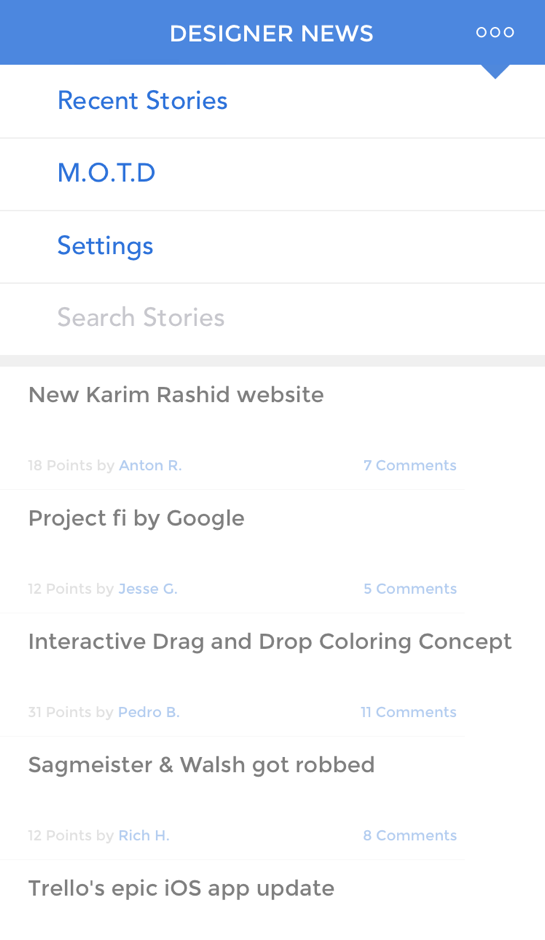 DESIGNER NEWS
Recent Stories
M.O.T.D
Settings
Search Stories
New Karim Rashid website
18 Points by Anton R. 7 Comments
Project fi by Google
12 Points by Jesse G. 5 Comments
Interactive Drag and Drop Coloring Concept
31 Points by Pedro B. 11 Comments
Sagmeister & Walsh got robbed
12 Points by Rich H. 8 Comments
Trello's epic iOS app update